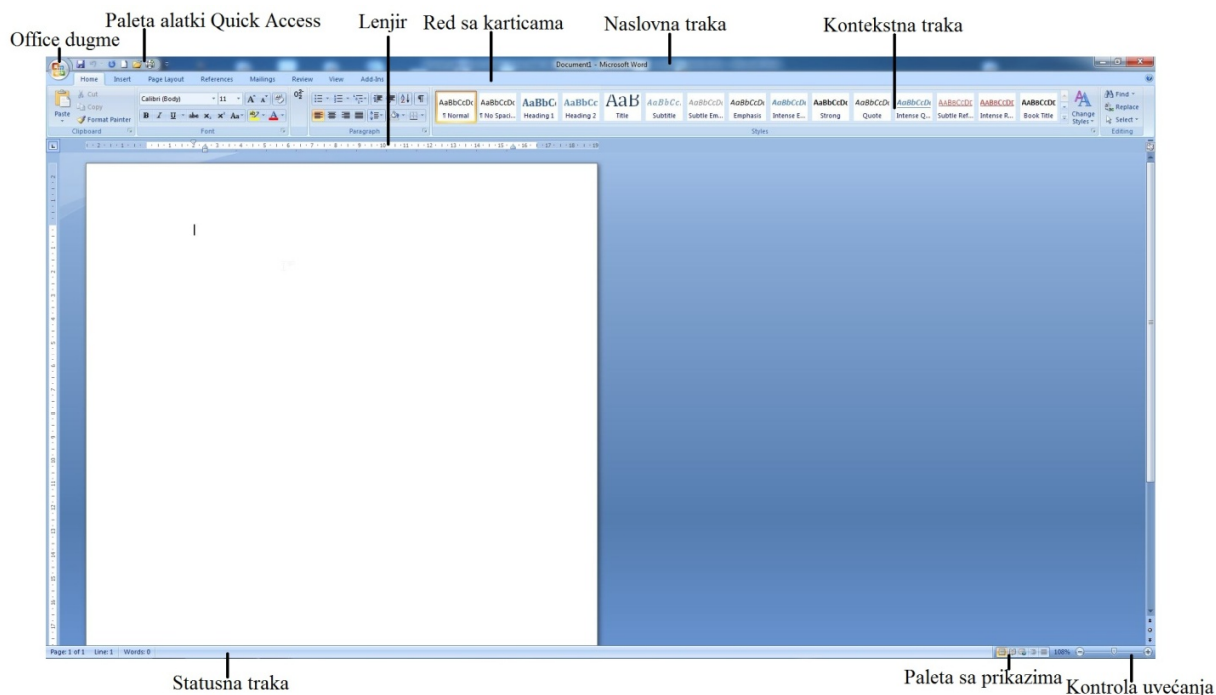 Paleta alatki Quick Access
Lenjir
Red sa karticama
Naslovna traka
Kontekstna traka
Office dugme
Document1 - Microsoft Word
Home Insert Page Layout References Mailings Review View Add-Ins
Cut
Copy
Paste
Format Painter
Clipboard
Calibri (Body) 11
Font
Paragraph
AaBbCcDc AaBbCcDc AaBbC AaBbCc AaB AaBbCc. AaBbCcDc AaBbCcDc AaBbCcDc AaBbCcDc AaBbCcDc AaBbCcDc AABBCCDC AABBCCDC AABBCCDC
¶ Normal ¶ No Spaci... Heading 1 Heading 2 Title Subtitle Subtle Em... Emphasis Intense E... Strong Quote Intense Q... Subtle Ref... Intense R... Book Title
Change Styles
Styles
Find
Replace
Select
Editing
Page: 1 of 1 Line: 1 Words: 0
100%
Statusna traka
Paleta sa prikazima
Kontrola uvećanja